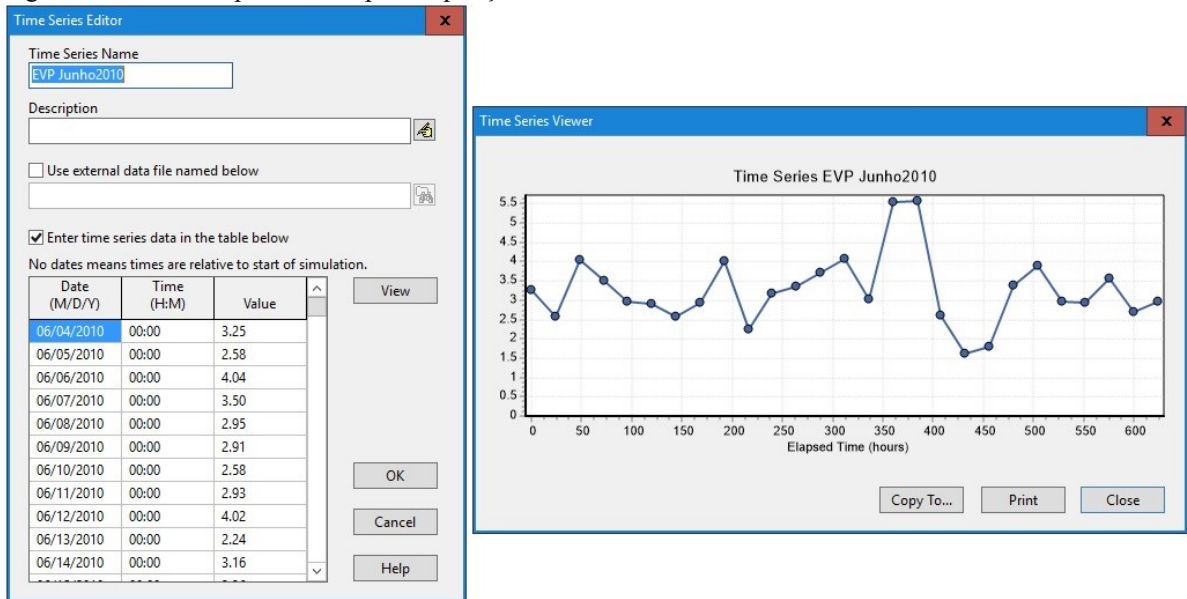 Time Series Editor
x
Time Series Name
EVP Junho2010
Description
Use external data file named below
Enter time series data in the table below
No dates means times are relative to start of simulation.
Date (M/D/Y) Time (H:M) Value
06/04/2010 00:00 3.25
06/05/2010 00:00 2.58
06/06/2010 00:00 4.04
06/07/2010 00:00 3.50
06/08/2010 00:00 2.95
06/09/2010 00:00 2.91
06/10/2010 00:00 2.58
06/11/2010 00:00 2.93
06/12/2010 00:00 4.02
06/13/2010 00:00 2.24
06/14/2010 00:00 3.16
View
OK
Cancel
Help
Time Series Viewer
x
Time Series EVP Junho2010
5.5
5
4.5
4
3.5
3
2.5
2
1.5
1
0.5
0
0 50 100 150 200 250 300 350 400 450 500 550 600
Elapsed Time (hours)
Copy To...
Print
Close